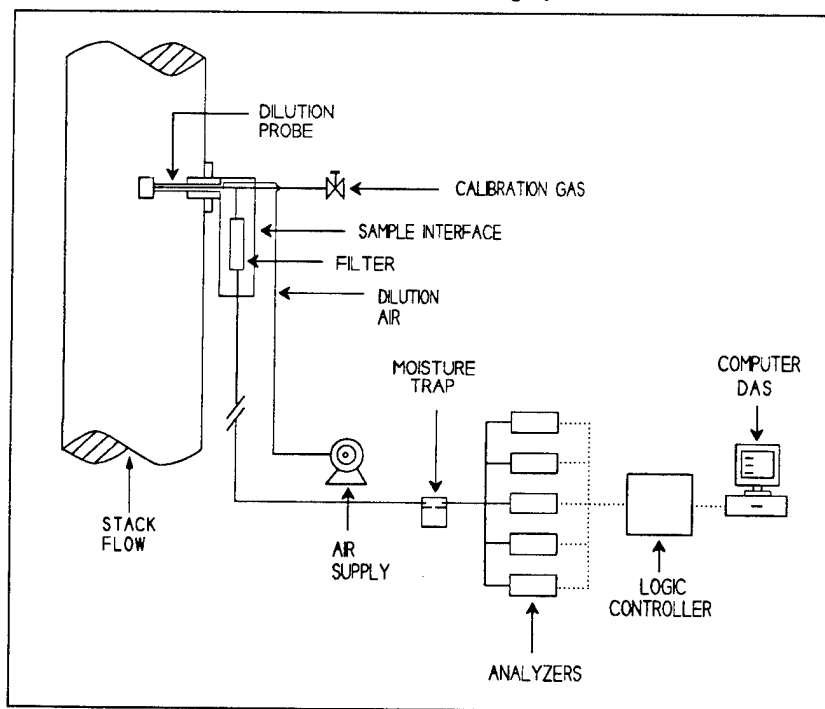 DILUTION
PROBE
CALIBRATION GAS
SAMPLE INTERFACE
FILTER
DILUTION
AIR
MOISTURE
TRAP
COMPUTER
DAS
STACK
FLOW
AIR
SUPPLY
LOGIC
CONTROLLER
ANALYZERS